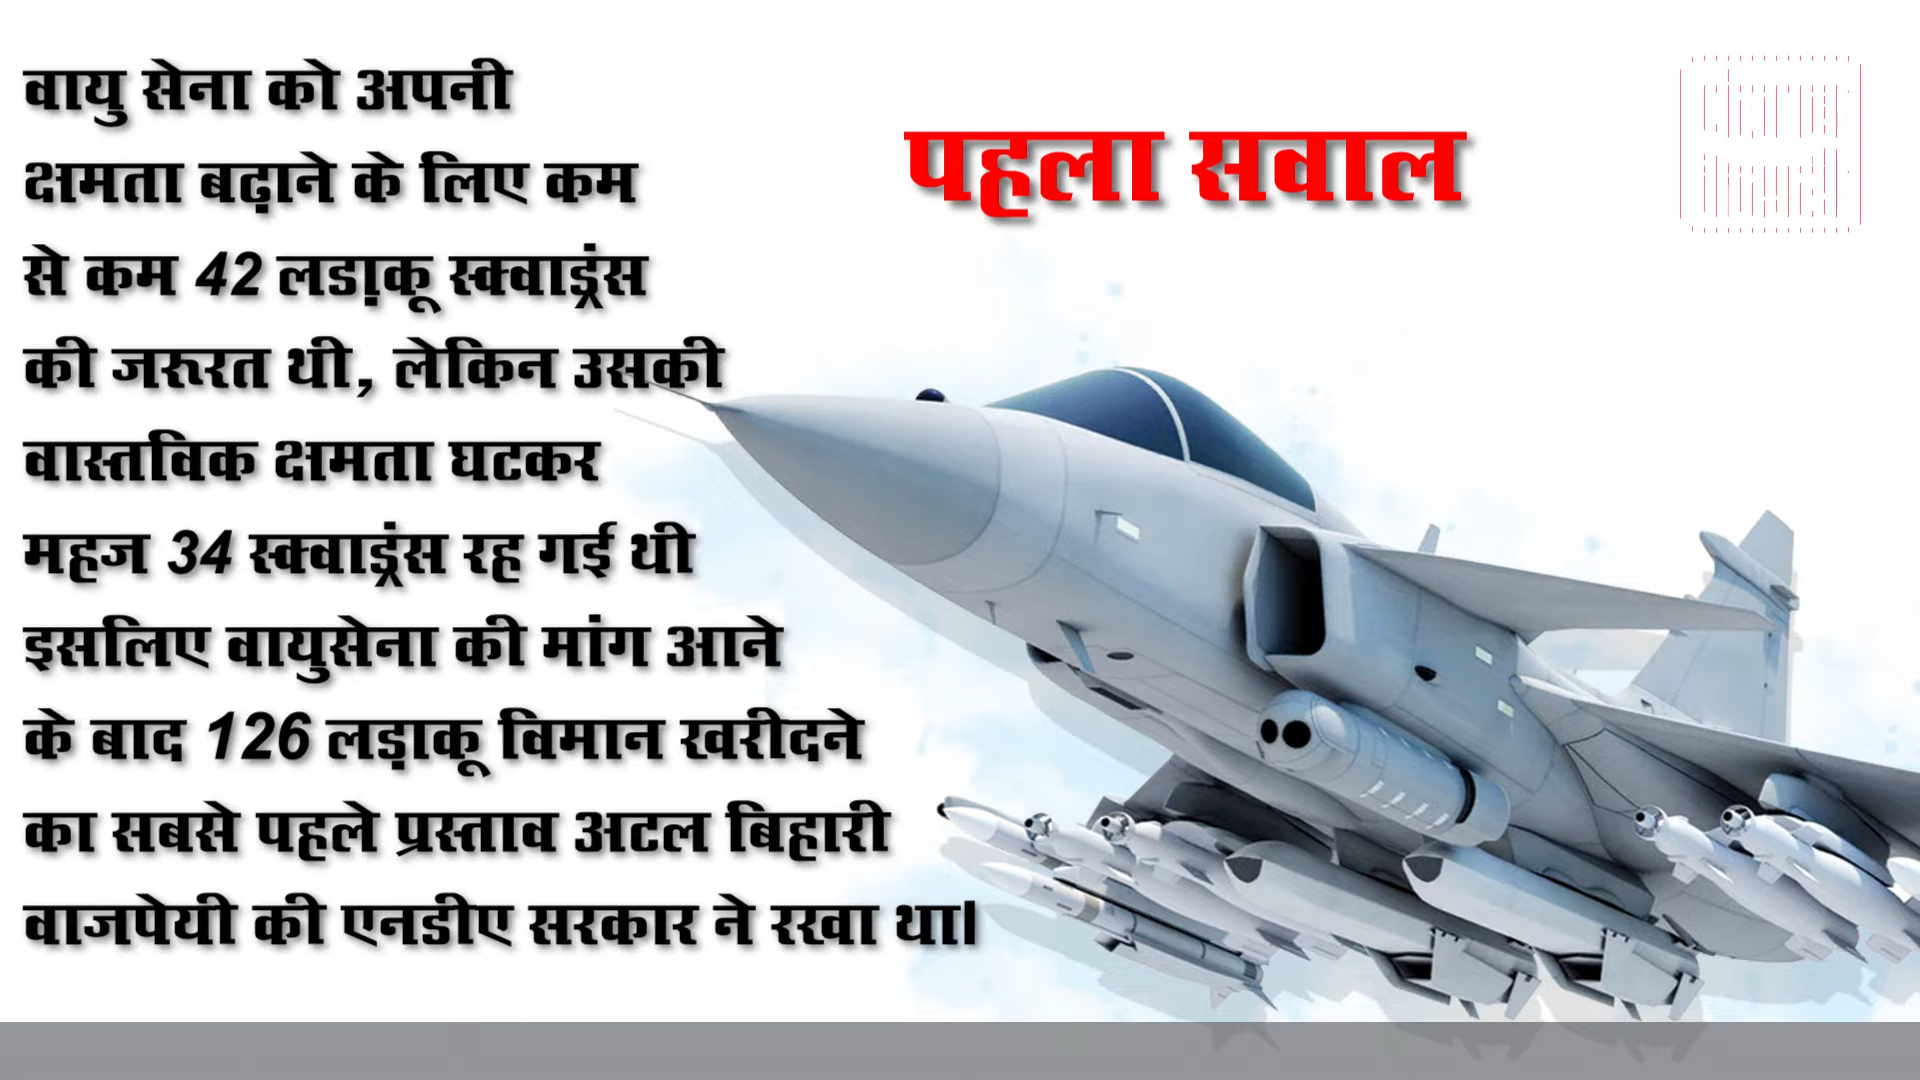 वायु सेना को अपनी
क्षमता बढ़ाने के लिए कम
से कम 42 लडा़कू स्क्वाड्रंस
की जरूरत थी, लेकिन उसकी
वास्तविक क्षमता घटकर
महज 34 स्क्वाड्रंस रह गई थी
इसलिए वायुसेना की मांग आने
के बाद 126 लड़ाकू विमान खरीदने
का सबसे पहले प्रस्ताव अटल बिहारी
वाजपेयी की एनडीए सरकार ने रखा था।
पहला सवाल